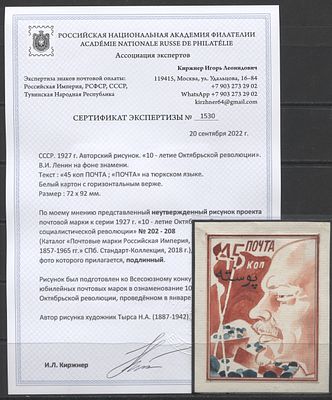 РОССИЙСКАЯ НАЦИОНАЛЬНАЯ АКАДЕМИЯ ФИЛАТЕЛИИ
ACADÉMIE NATIONALE RUSSE DE PHILATÉLIE
Ассоциация экспертов
Экспертиза знаков почтовой оплаты:
Российская Империя, РСФСР, СССР,
Тувинская Народная Республика
Киржнер Игорь Леонидович
119415, Москва, ул. Удальцова, 16-84
+7 903 273 29 02
WhatsApp +7 903 273 29 02
kirzhner64@gmail.com
СЕРТИФИКАТ ЭКСПЕРТИЗЫ № 1530
20 сентября 2022 г.
СССР. 1927 г. Авторский рисунок. «10 - летие Октябрьской революции».
В.И. Ленин на фоне знамени.
Текст : «45 коп ПОЧТА ; «ПОЧТА» на тюркском языке.
Белый картон с горизонтальным верже.
Размер : 72 х 92 мм.
По моему мнению представленный неутвержденный рисунок проекта
почтовой марки к серии 1927 г. «10 - летие Октябрьской
социалистической революции» № 202 - 208
(Каталог «Почтовые марки Российская Империя,
1857-1965 гг.» СПб. Стандарт-Коллекция, 2018 г.),
фото которого прилагается, подлинный.
Рисунок был подготовлен ко Всесоюзному конку
юбилейных почтовых марок в ознаменование 10
Октябрьской революции, проведённом в январе
Автор рисунка художник Тырса Н.А. (1887-1942)
И.Л. Киржнер
45 ПОЧТА
коп
پوسته